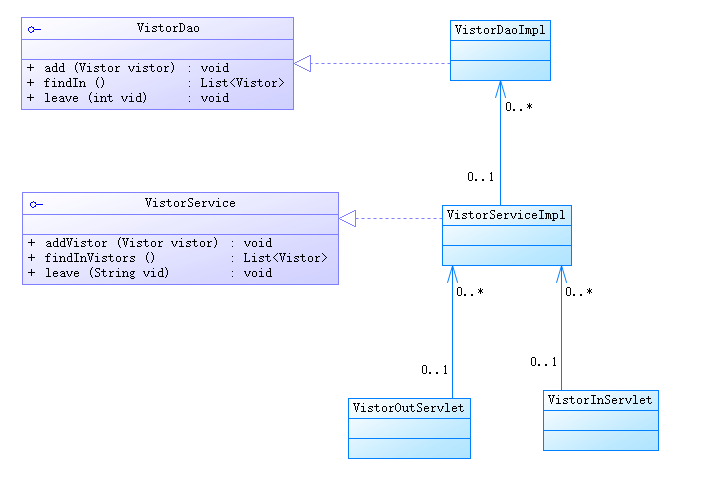 VistorDao
+ add (Vistor vistor) : void
+ findIn () : List<Vistor>
+ leave (int vid) : void
VistorDaoImpl
0..*
0..1
VistorService
+ addVistor (Vistor vistor) : void
+ findInVistors () : List<Vistor>
+ leave (String vid) : void
VistorServiceImpl
0..*
0..*
0..1
0..1
VistorOutServlet
VistorInServlet